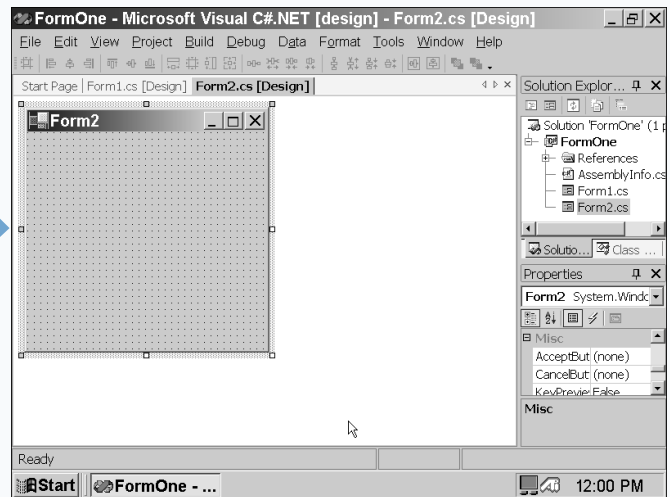 FormOne - Microsoft Visual C#.NET [design] - Form2.cs [Design]
File Edit View Project Build Debug Data Format Tools Window Help
Start Page Form1.cs [Design] Form2.cs [Design]
Form2
Solution Explor...
Solution 'FormOne' (1 p
FormOne
References
AssemblyInfo.cs
Form1.cs
Form2.cs
Solutio... Class ...
Properties
Form2 System.Windo
Misc
AcceptBut (none)
CancelBut (none)
KeyPreview False
Misc
Ready
Start FormOne - ... 12:00 PM